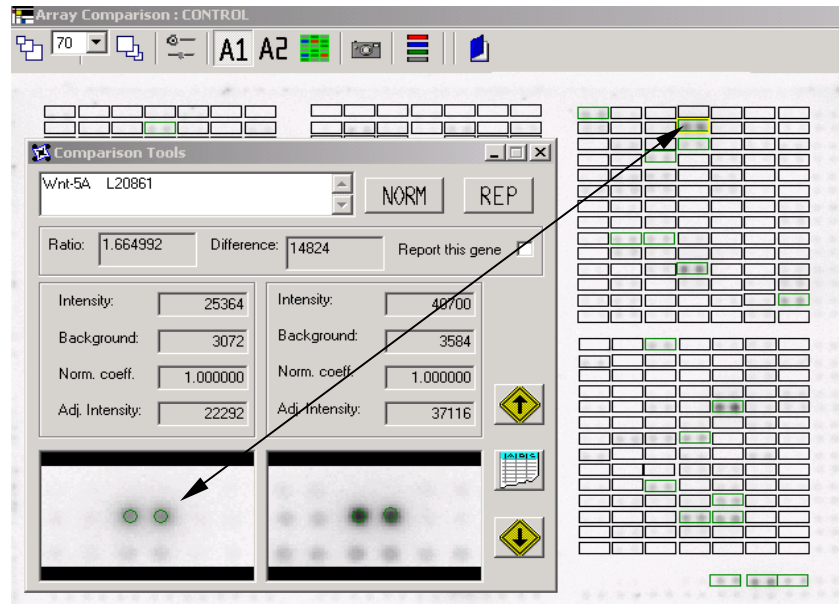 Array Comparison : CONTROL
70 A1 A2
Comparison Tools
Wnt-5A L20861
NORM REP
Ratio: 1.664992 Difference: 14824 Report this gene
Intensity: 25364 Intensity: 40700
Background: 3072 Background: 3584
Norm. coeff. 1.000000 Norm. coeff. 1.000000
Adj. Intensity: 22292 Adj. Intensity: 37116